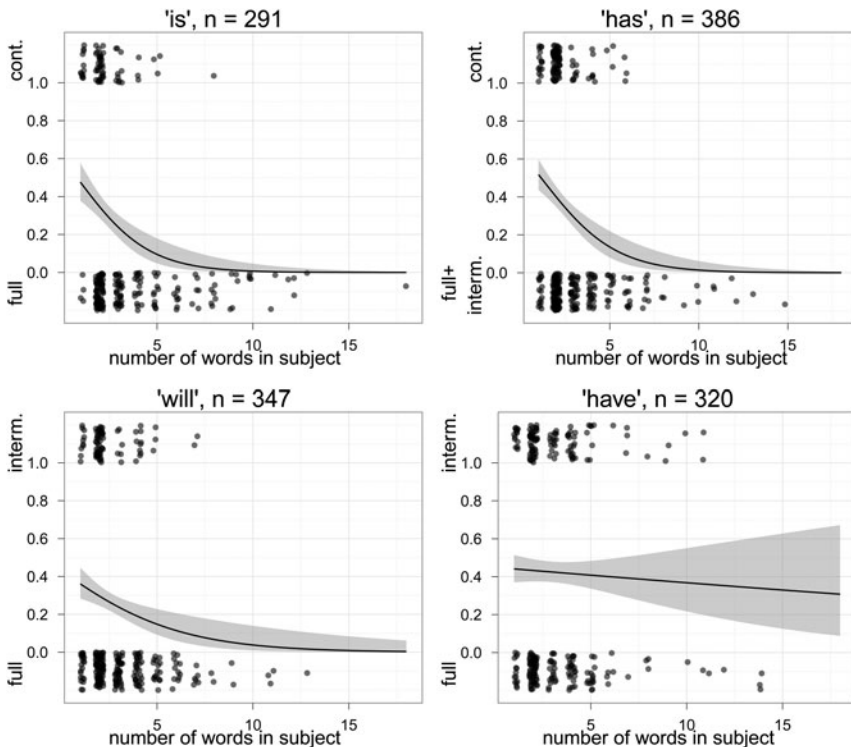 'is', n = 291
cont.
1.0
0.8
0.6
0.4
0.2
0.0
full
5
10
15
number of words in subject
'has', n = 386
cont.
1.0
0.8
0.6
0.4
0.2
0.0
full+
interm.
5
10
15
number of words in subject
'will', n = 347
interm.
1.0
0.8
0.6
0.4
0.2
0.0
full
5
10
15
number of words in subject
'have', n = 320
interm.
1.0
0.8
0.6
0.4
0.2
0.0
full
5
10
15
number of words in subject